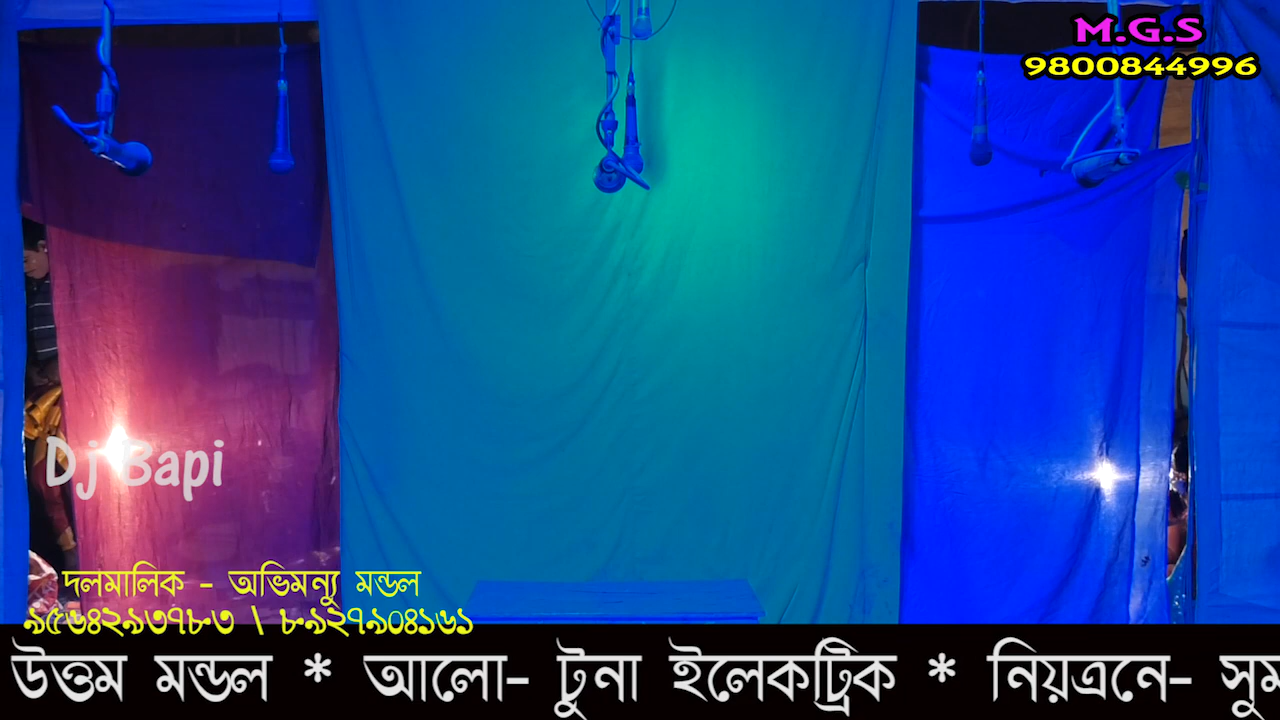 M.G.S
9800844996
Dj Bapi
দলমালিক - অভিমন্যু মন্ডল
৯৫৬৪২৯৩৭৮৩ \ ৮৯২৭৯০৪১৬১
উত্তম মন্ডল * আলো- টুনা ইলেকট্রিক * নিয়ত্রনে-